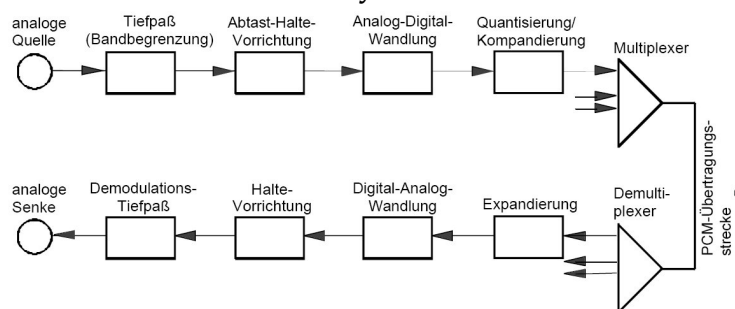 analoge
Quelle
Tiefpaß
(Bandbegrenzung)
Abtast-Halte-
Vorrichtung
Analog-Digital-
Wandlung
Quantisierung/
Kompandierung
Multiplexer
PCM-Übertragungs-
strecke
analoge
Senke
Demodulations-
Tiefpaß
Halte-
Vorrichtung
Digital-Analog-
Wandlung
Expandierung
Demulti-
plexer